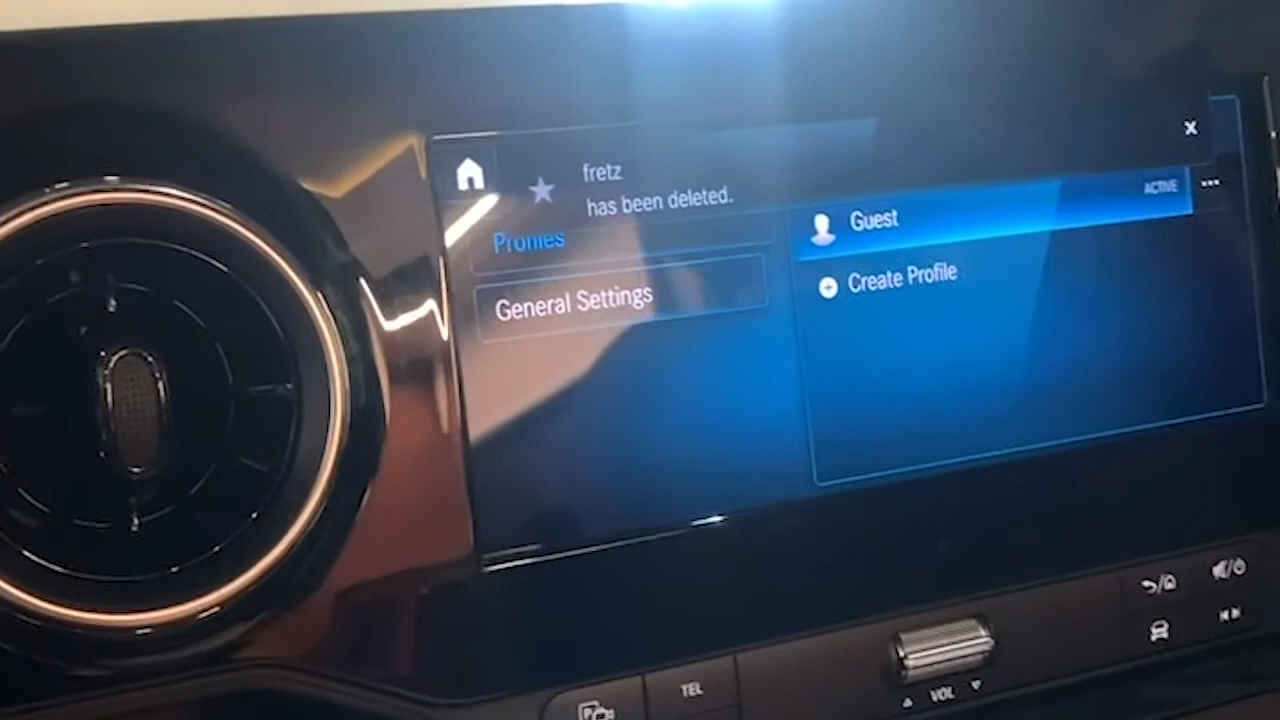 fretz
has been deleted.
ACTIVE
Profiles
Guest
General Settings
Create Profile
TEL
VOL